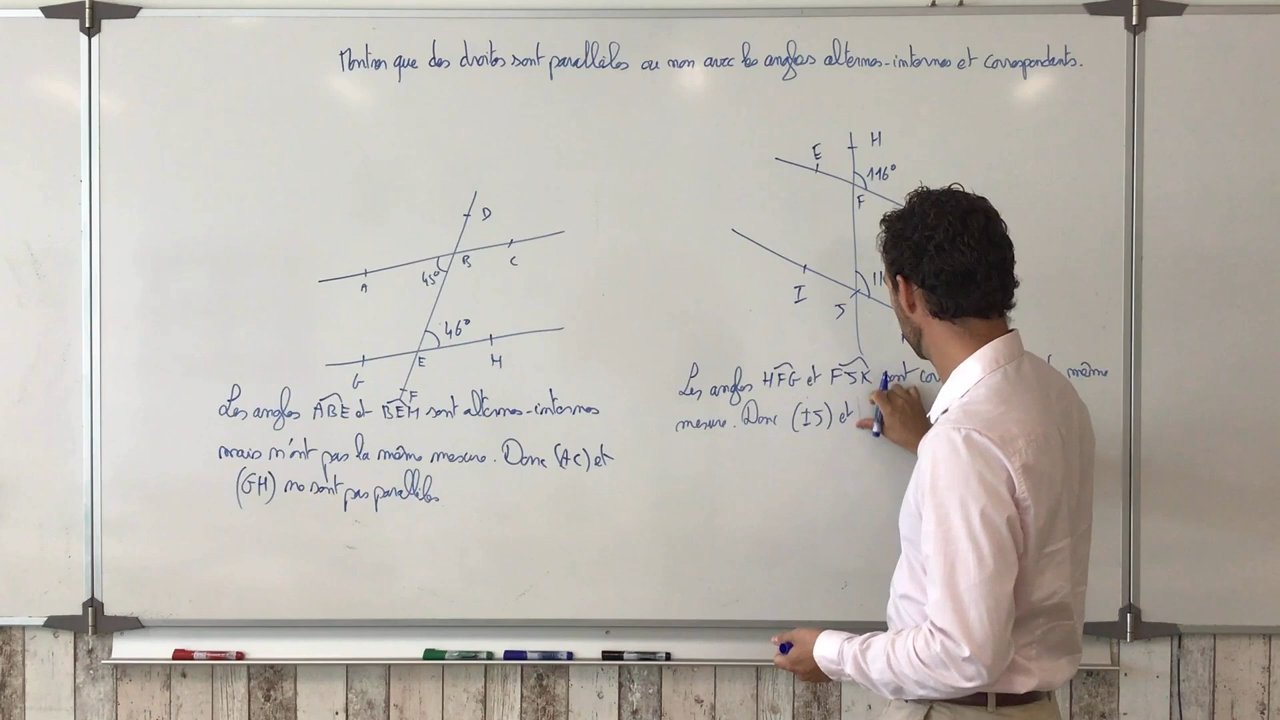 Montrer que des droites sont parallèles ou non avec les angles alternes-internes et correspondants.
D
B
C
A
45°
46°
E
H
G
F
Les angles ABE et BEH sont alternes-internes
mais n'ont pas la même mesure. Donc (AC) et
(GH) ne sont pas parallèles.
H
E
116°
F
I
J
Les angles HFG et FJK sont même
mesure. Donc (IJ) et